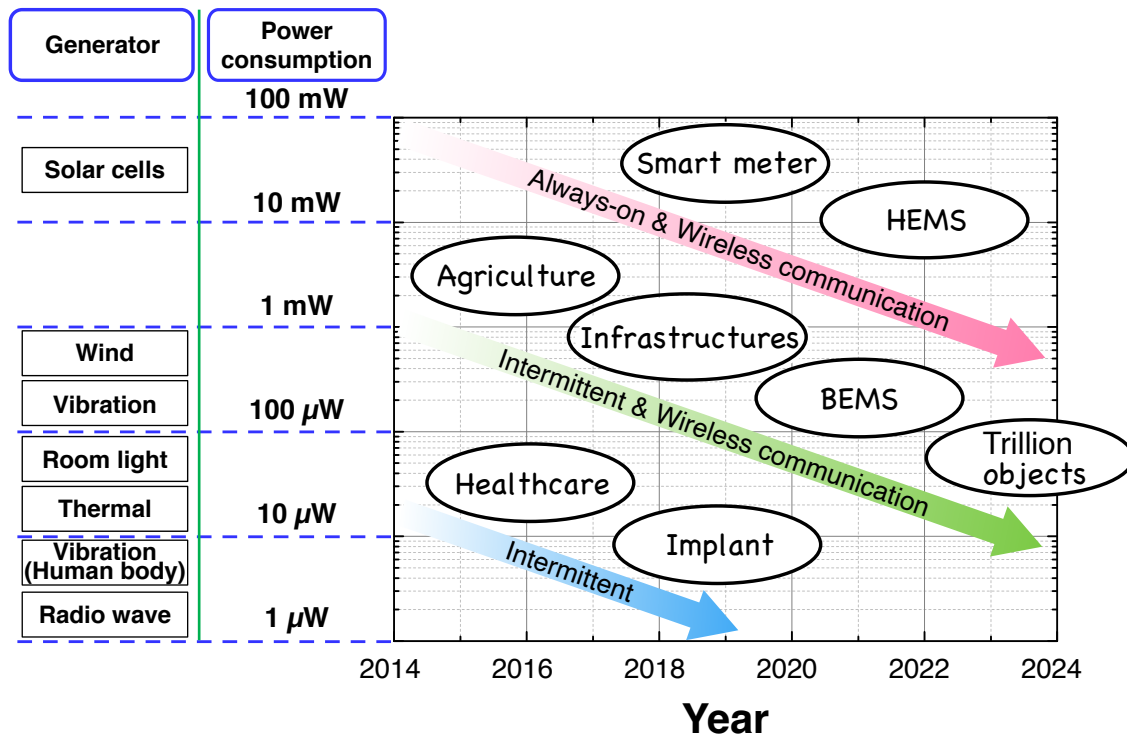 Generator
Power
consumption
100 mW
Solar cells
10 mW
1 mW
Wind
Vibration
100 µW
Room light
Thermal
10 µW
Vibration
(Human body)
Radio wave
1 µW
Smart meter
HEMS
Always-on & Wireless communication
Agriculture
Infrastructures
BEMS
Intermittent & Wireless communication
Trillion
objects
Healthcare
Implant
Intermittent
2014
2016
2018
2020
2022
2024
Year